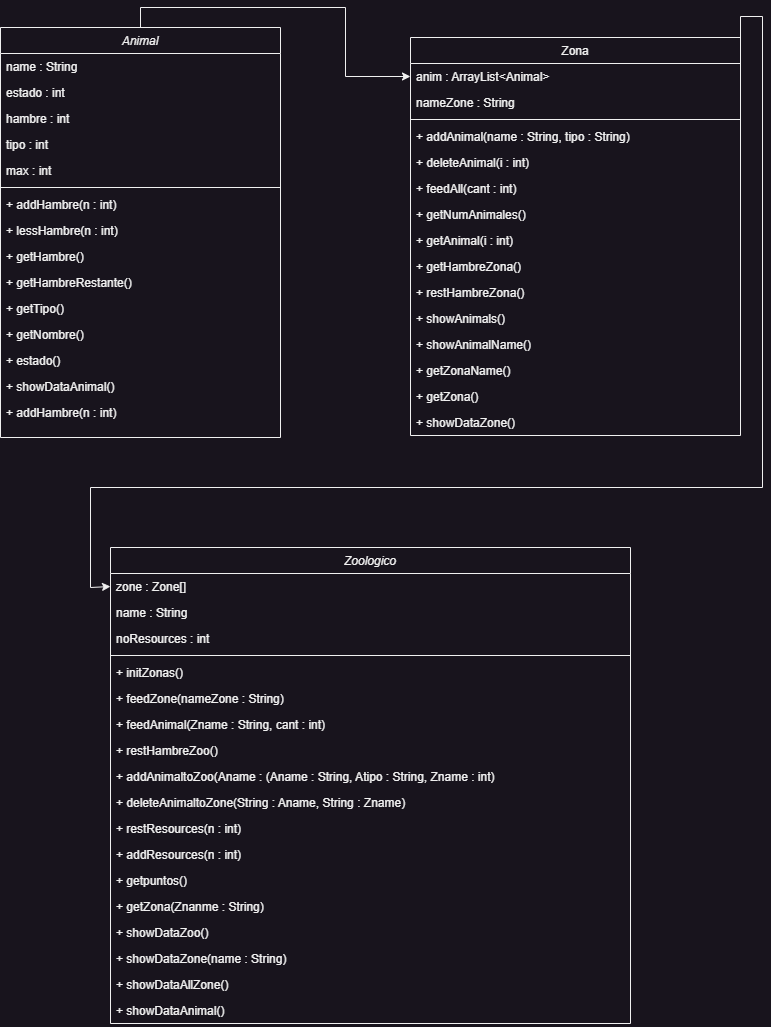 Animal
name : String
estado : int
hambre : int
tipo : int
max : int
+ addHambre(n : int)
+ lessHambre(n : int)
+ getHambre()
+ getHambreRestante()
+ getTipo()
+ getNombre()
+ estado()
+ showDataAnimal()
+ addHambre(n : int)
Zona
anim : ArrayList<Animal>
nameZone : String
+ addAnimal(name : String, tipo : String)
+ deleteAnimal(i : int)
+ feedAll(cant : int)
+ getNumAnimales()
+ getAnimal(i : int)
+ getHambreZona()
+ restHambreZona()
+ showAnimals()
+ showAnimalName()
+ getZonaName()
+ getZona()
+ showDataZone()
Zoologico
zone : Zone[]
name : String
noResources : int
+ initZonas()
+ feedZone(nameZone : String)
+ feedAnimal(Zname : String, cant : int)
+ restHambreZoo()
+ addAnimaltoZoo(Aname : (Aname : String, Atipo : String, Zname : int)
+ deleteAnimaltoZone(String : Aname, String : Zname)
+ restResources(n : int)
+ addResources(n : int)
+ getpuntos()
+ getZona(Znanme : String)
+ showDataZoo()
+ showDataZone(name : String)
+ showDataAllZone()
+ showDataAnimal()